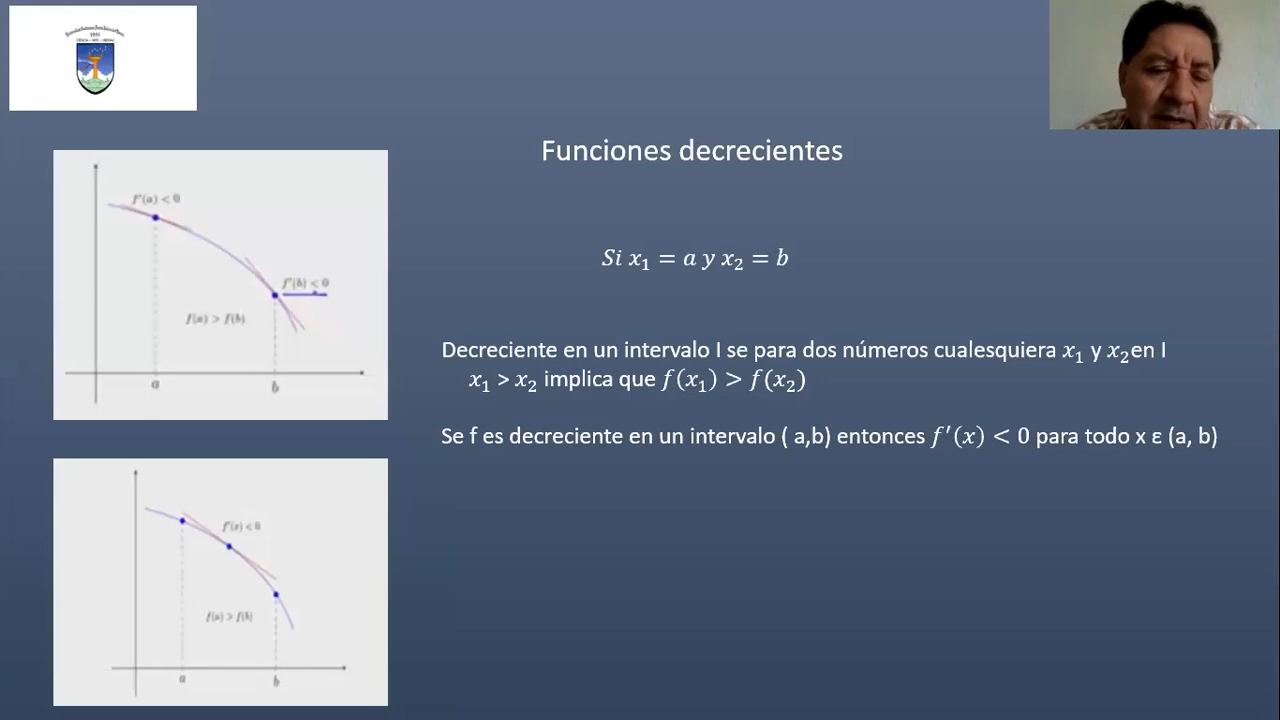 1951
Funciones decrecientes
f'(a) < 0
f'(b) < 0
f(a) > f(b)
a
b
Si x₁ = a y x₂ = b
Decreciente en un intervalo I se para dos números cualesquiera x₁ y x₂en I
x₁ > x₂ implica que f(x₁) > f(x₂)
Se f es decreciente en un intervalo ( a,b) entonces f′(x) < 0 para todo x ε (a, b)
f'(x) < 0
f(a) > f(b)
a
b